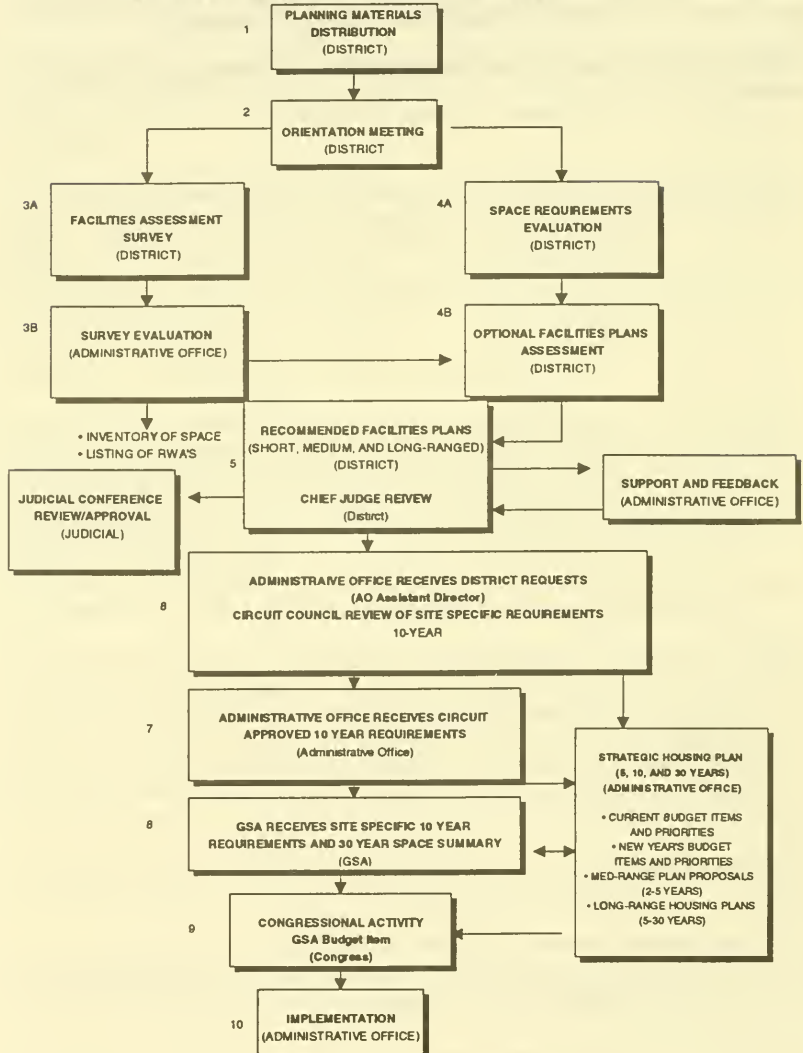 1
PLANNING MATERIALS
DISTRIBUTION
(DISTRICT)
2
ORIENTATION MEETING
(DISTRICT
3A
FACILITIES ASSESSMENT
SURVEY
(DISTRICT)
4A
SPACE REQUIREMENTS
EVALUATION
(DISTRICT)
3B
SURVEY EVALUATION
(ADMINISTRATIVE OFFICE)
4B
OPTIONAL FACILITIES PLANS
ASSESSMENT
(DISTRICT)
• INVENTORY OF SPACE
• LISTING OF RWA'S
5
RECOMMENDED FACILITIES PLANS
(SHORT, MEDIUM, AND LONG-RANGED)
(DISTRICT)
CHIEF JUDGE REIVEW
(Distirct)
JUDICIAL CONFERENCE
REVIEW/APPROVAL
(JUDICIAL)
SUPPORT AND FEEDBACK
(ADMINISTRATIVE OFFICE)
8
ADMINISTRAIVE OFFICE RECEIVES DISTRICT REQUESTS
(AO Assistant Director)
CIRCUIT COUNCIL REVIEW OF SITE SPECIFIC REQUIREMENTS
10-YEAR
7
ADMINISTRATIVE OFFICE RECEIVES CIRCUIT
APPROVED 10 YEAR REQUIREMENTS
(Administrative Office)
STRATEGIC HOUSING PLAN
(5, 10, AND 30 YEARS)
(ADMINISTRATIVE OFFICE)
• CURRENT BUDGET ITEMS
AND PRIORITIES
• NEW YEAR'S BUDGET
ITEMS AND PRIORITIES
• MED-RANGE PLAN PROPOSALS
(2-5 YEARS)
• LONG-RANGE HOUSING PLANS
(5-30 YEARS)
8
GSA RECEIVES SITE SPECIFIC 10 YEAR
REQUIREMENTS AND 30 YEAR SPACE SUMMARY
(GSA)
9
CONGRESSIONAL ACTIVITY
GSA Budget Item
(Congress)
10
IMPLEMENTATION
(ADMINISTRATIVE OFFICE)